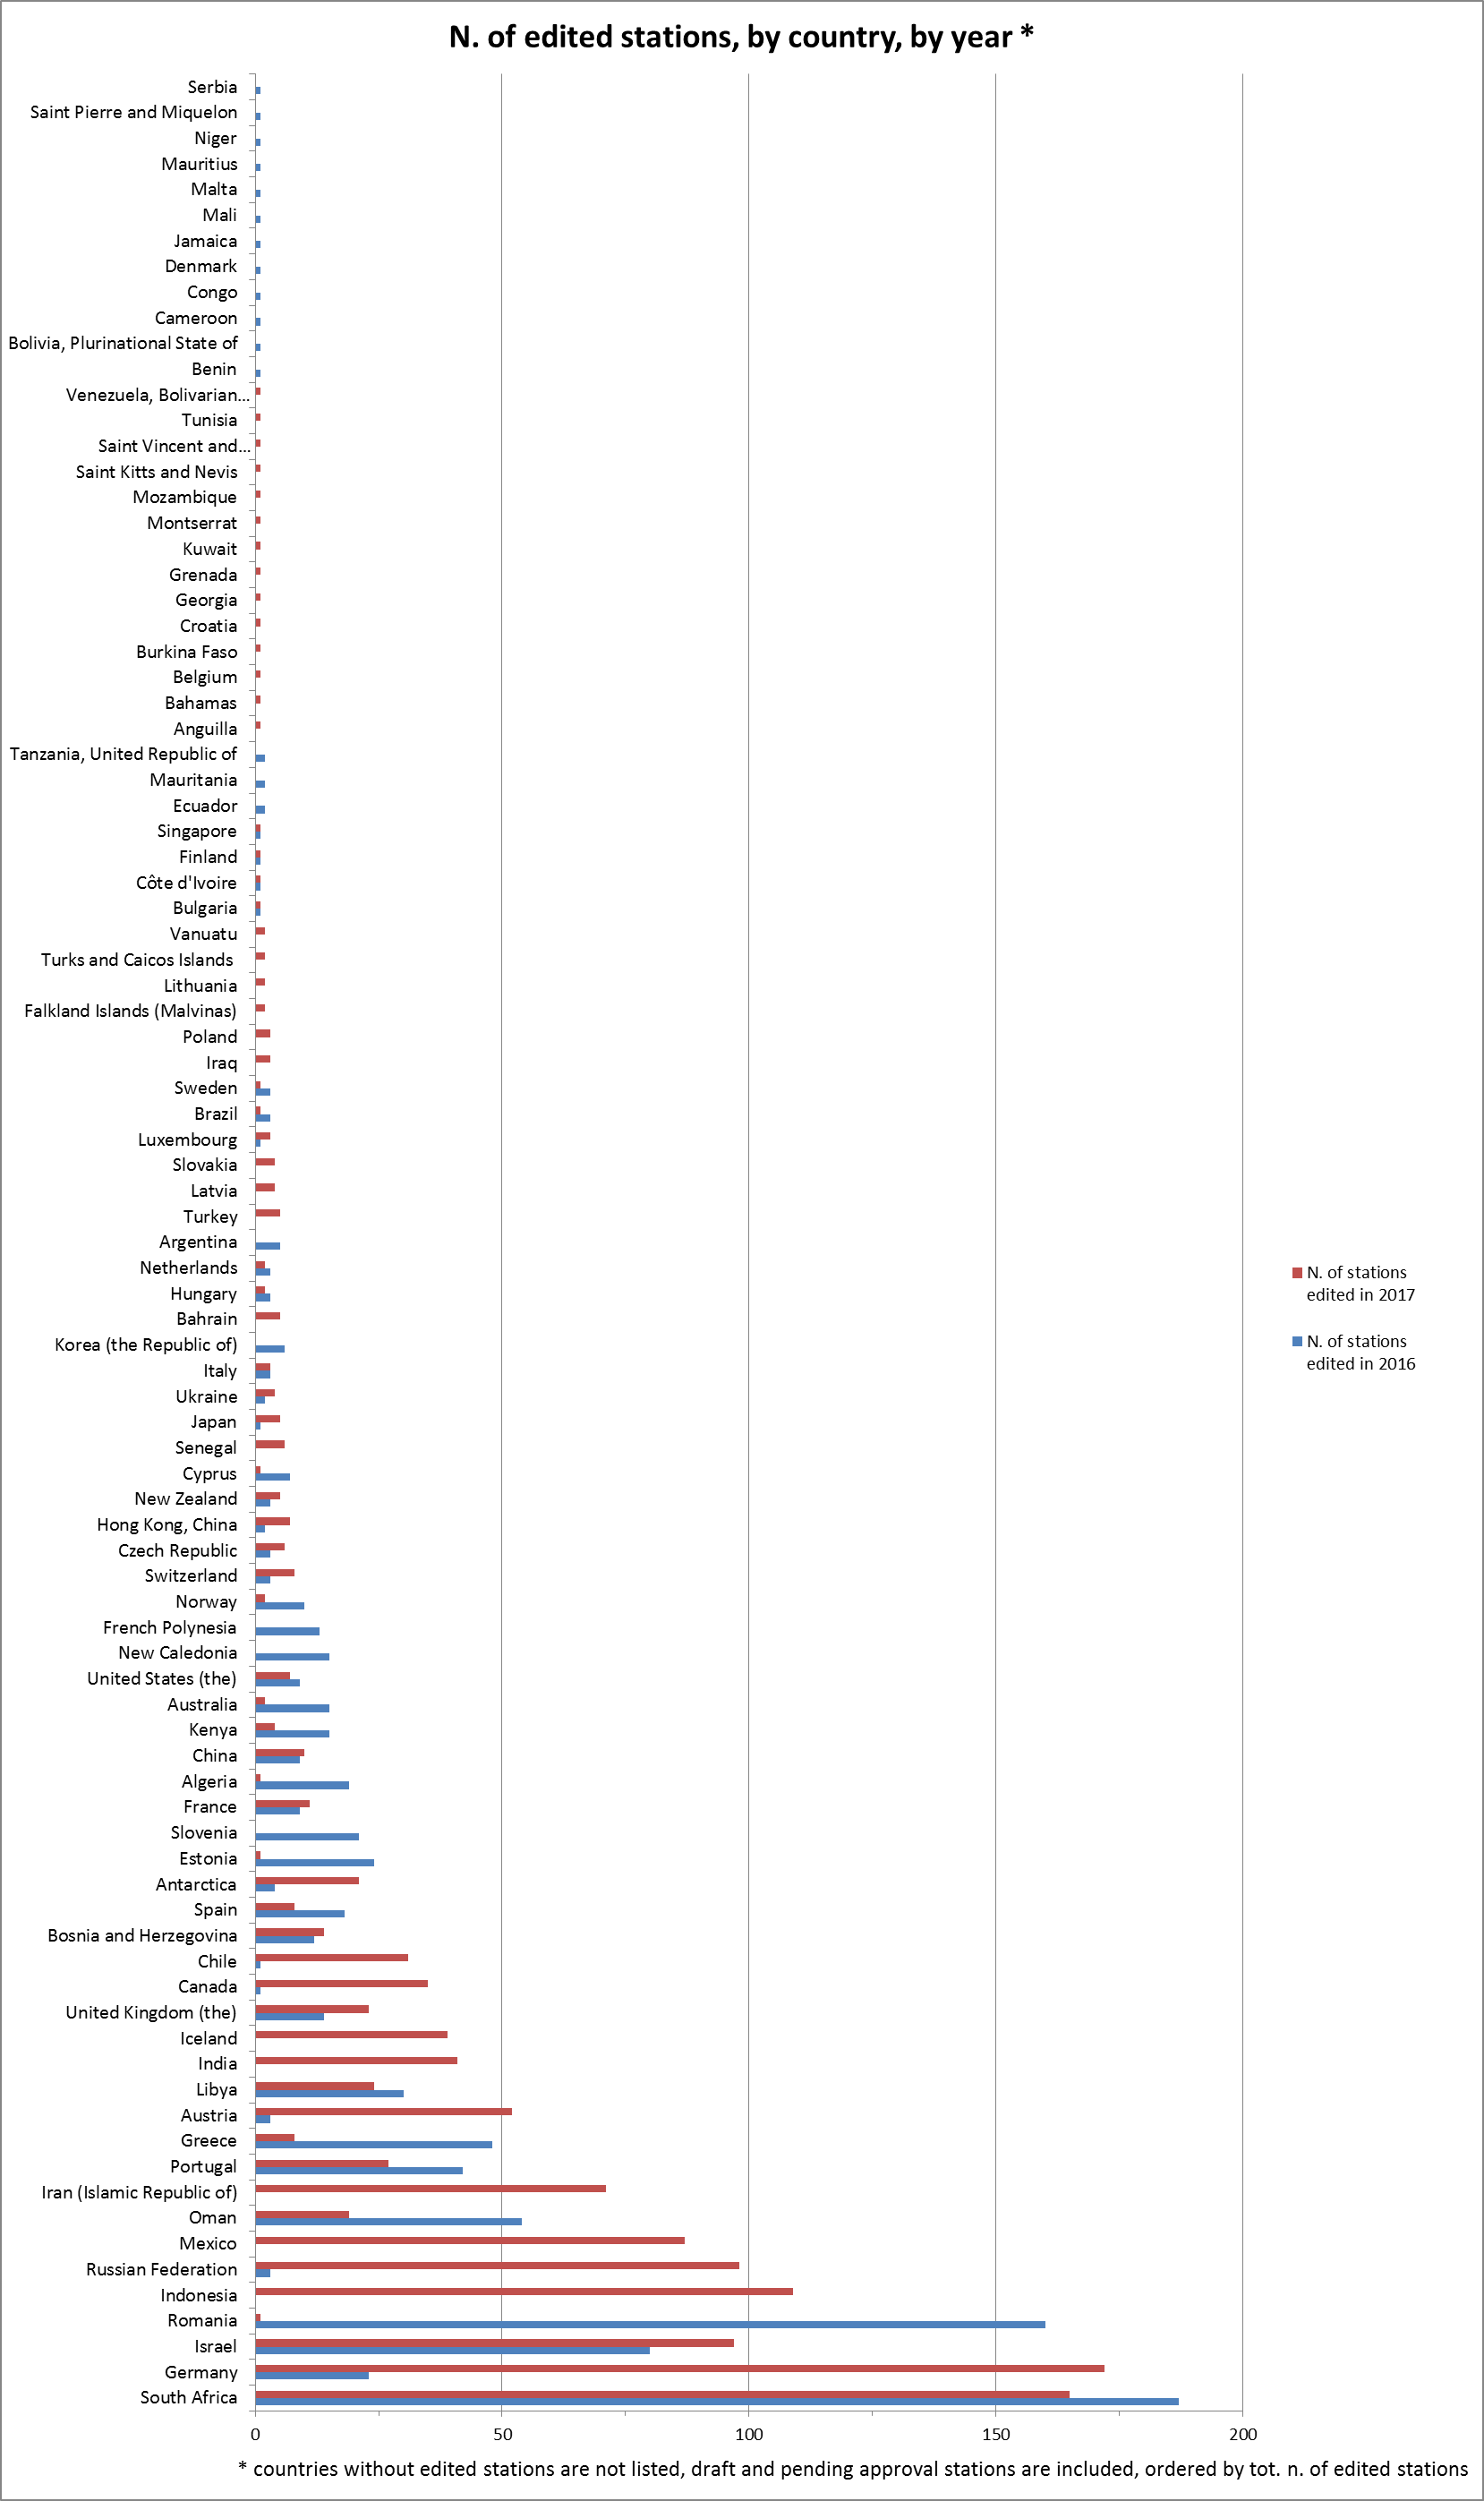 N. of edited stations, by country, by year *
Serbia
Saint Pierre and Miquelon
Niger
Mauritius
Malta
Mali
Jamaica
Denmark
Congo
Cameroon
Bolivia, Plurinational State of
Benin
Venezuela, Bolivarian...
Tunisia
Saint Vincent and...
Saint Kitts and Nevis
Mozambique
Montserrat
Kuwait
Grenada
Georgia
Croatia
Burkina Faso
Belgium
Bahamas
Anguilla
Tanzania, United Republic of
Mauritania
Ecuador
Singapore
Finland
Côte d'Ivoire
Bulgaria
Vanuatu
Turks and Caicos Islands
Lithuania
Falkland Islands (Malvinas)
Poland
Iraq
Sweden
Brazil
Luxembourg
Slovakia
Latvia
Turkey
Argentina
Netherlands
Hungary
Bahrain
Korea (the Republic of)
Italy
Ukraine
Japan
Senegal
Cyprus
New Zealand
Hong Kong, China
Czech Republic
Switzerland
Norway
French Polynesia
New Caledonia
United States (the)
Australia
Kenya
China
Algeria
France
Slovenia
Estonia
Antarctica
Spain
Bosnia and Herzegovina
Chile
Canada
United Kingdom (the)
Iceland
India
Libya
Austria
Greece
Portugal
Iran (Islamic Republic of)
Oman
Mexico
Russian Federation
Indonesia
Romania
Israel
Germany
South Africa
0 50 100 150 200
N. of stations
edited in 2017
N. of stations
edited in 2016
* countries without edited stations are not listed, draft and pending approval stations are included, ordered by tot. n. of edited stations